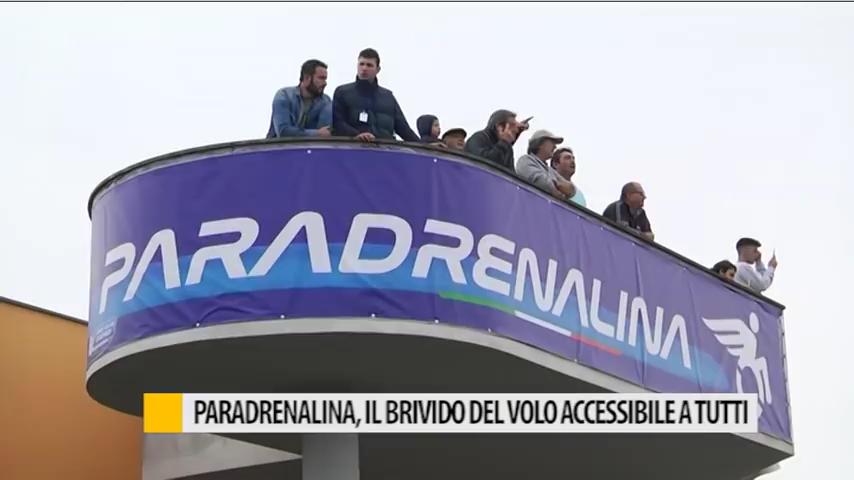 PARADRENALINA
PARADRENALINA, IL BRIVIDO DEL VOLO ACCESSIBILE A TUTTI